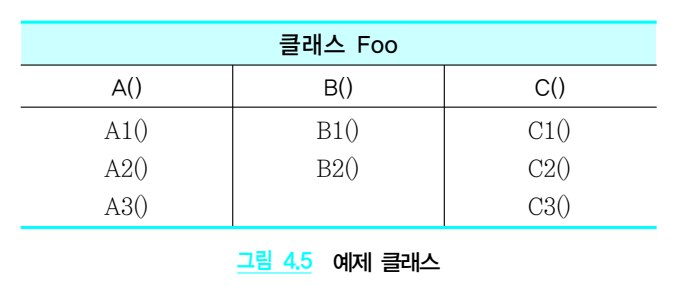 클래스 Foo
A() B() C()
A1() B1() C1()
A2() B2() C2()
A3() C3()
그림 4.5 예제 클래스